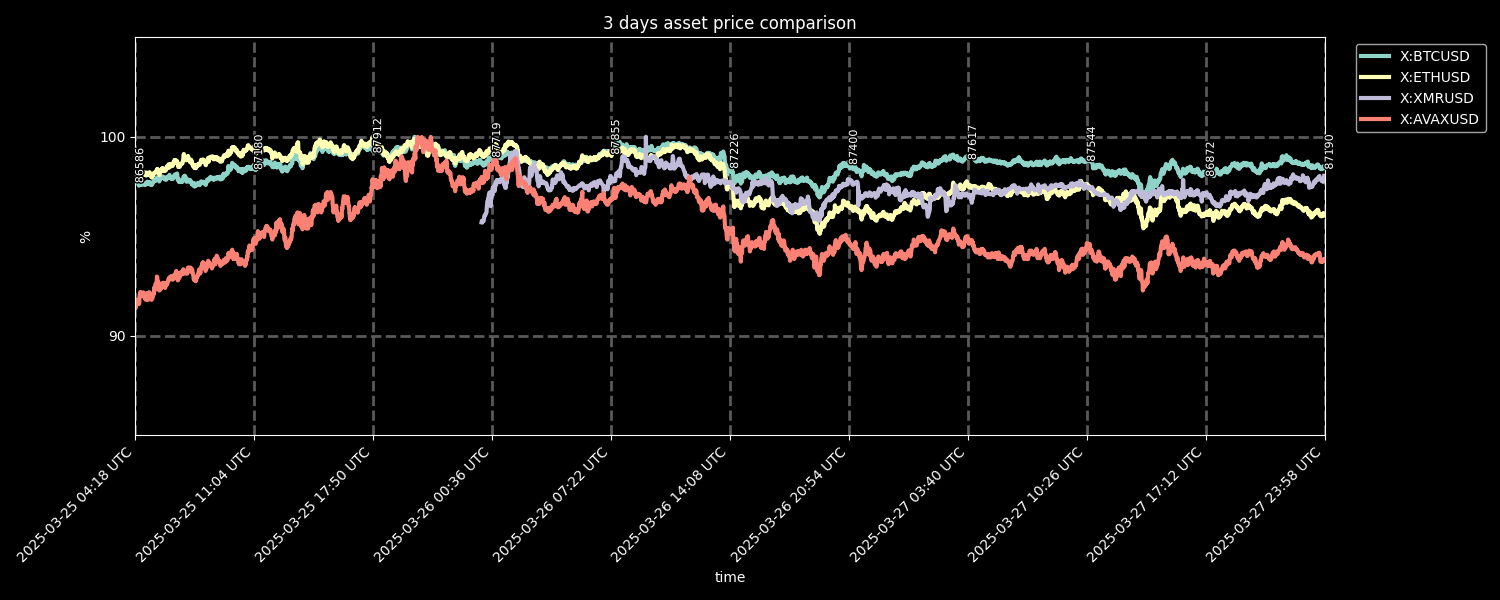 3 days asset price comparison
X:BTCUSD
X:ETHUSD
X:XMRUSD
X:AVAXUSD
100
90
%
86586
87180
87912
87719
87855
87226
87400
87617
87544
86872
87190
2025-03-25 04:18 UTC
2025-03-25 11:04 UTC
2025-03-25 17:50 UTC
2025-03-26 00:36 UTC
2025-03-26 07:22 UTC
2025-03-26 14:08 UTC
2025-03-26 20:54 UTC
2025-03-27 03:40 UTC
2025-03-27 10:26 UTC
2025-03-27 17:12 UTC
2025-03-27 23:58 UTC
time